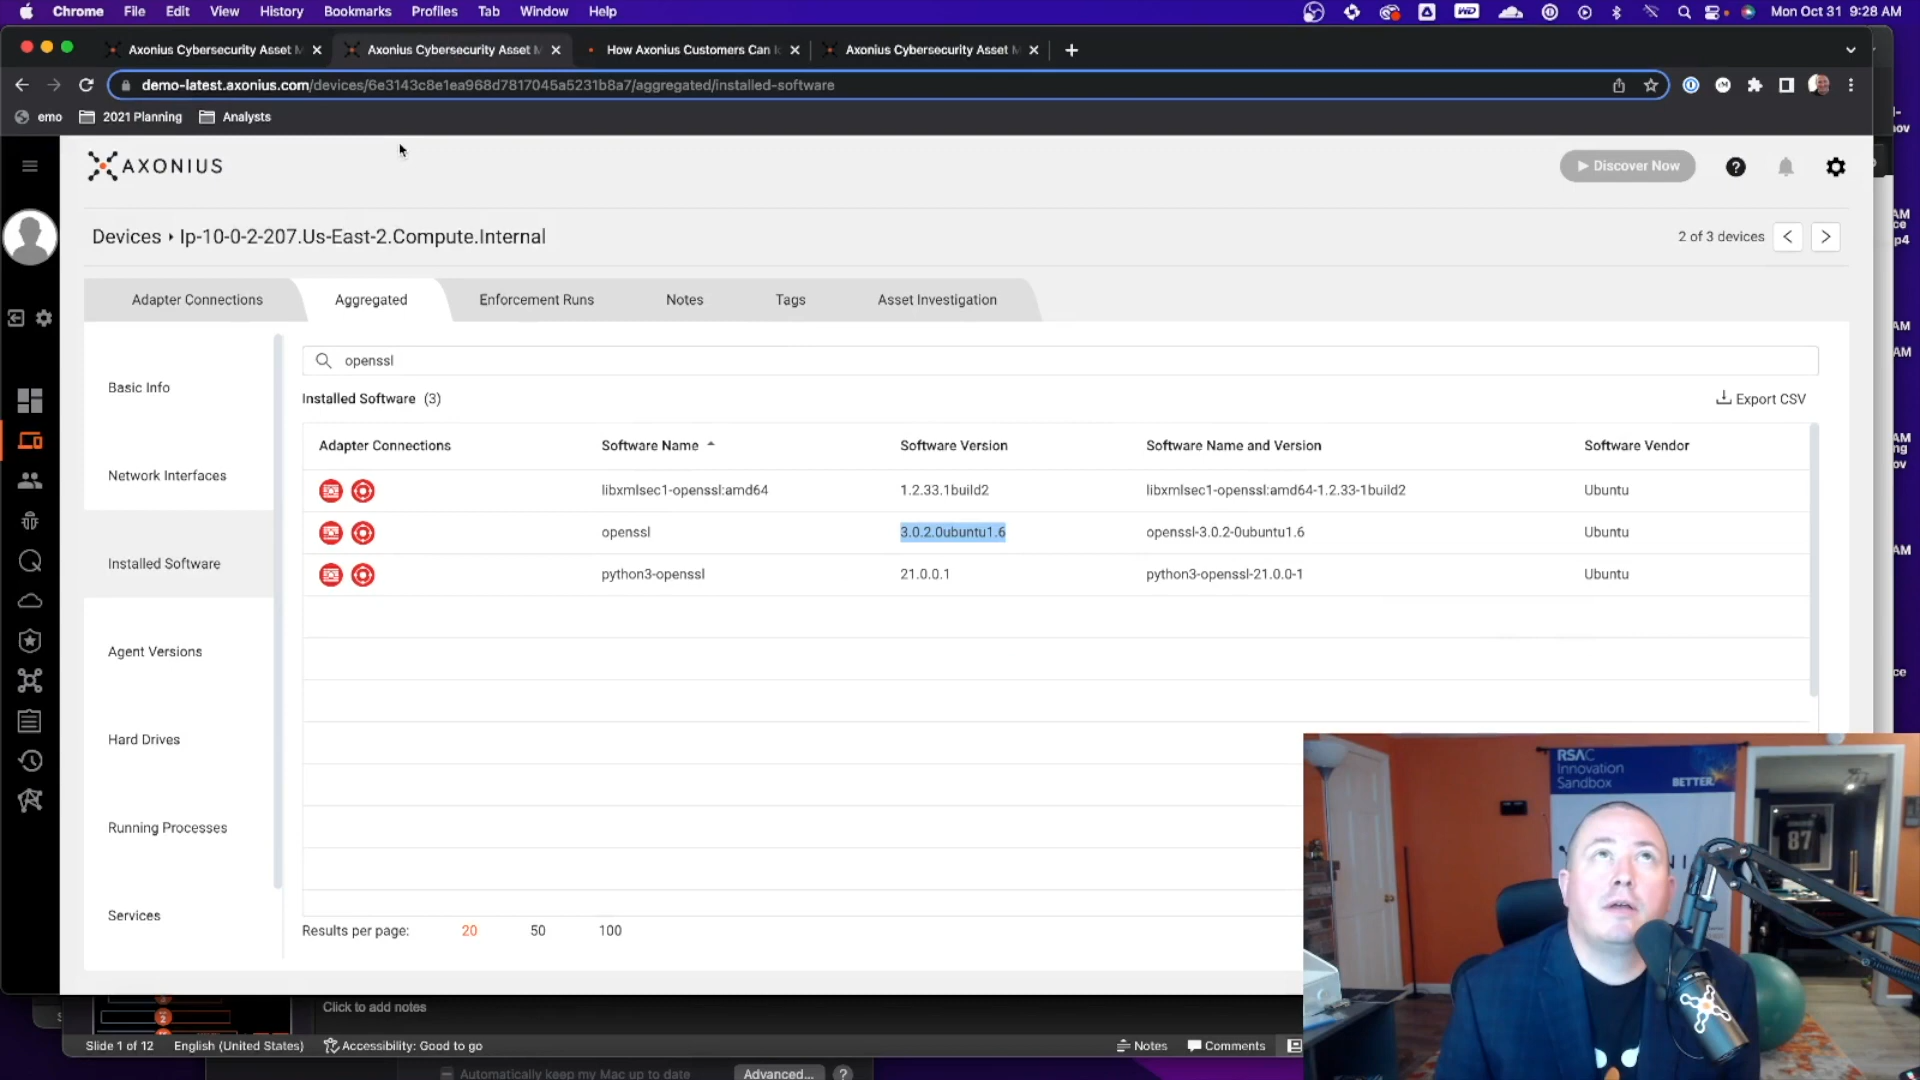 Chrome File Edit View History Bookmarks Profiles Tab Window Help
WD
Mon Oct 31 9:28 AM
Axonius Cybersecurity Asset M
Axonius Cybersecurity Asset M
How Axonius Customers Can I
Axonius Cybersecurity Asset M
demo-latest.axonius.com/devices/6e3143c8e1ea968d7817045a5231b8a7/aggregated/installed-software
emo 2021 Planning Analysts
AXONIUS
Discover Now
Devices Ip-10-0-2-207.Us-East-2.Compute.Internal
2 of 3 devices
Adapter Connections Aggregated Enforcement Runs Notes Tags Asset Investigation
Basic Info
Network Interfaces
Installed Software
Agent Versions
Hard Drives
Running Processes
Services
openssl
Installed Software (3)
Export CSV
Adapter Connections Software Name Software Version Software Name and Version Software Vendor
libxmlsec1-openssl:amd64 1.2.33.1build2 libxmlsec1-openssl:amd64-1.2.33-1build2 Ubuntu
openssl 3.0.2.0ubuntu1.6 openssl-3.0.2-0ubuntu1.6 Ubuntu
python3-openssl 21.0.0.1 python3-openssl-21.0.0-1 Ubuntu
Results per page: 20 50 100
RSAC
Innovation
Sandbox
BETTER.
87
Click to add notes
Slide 1 of 12 English (United States) Accessibility: Good to go
Notes Comments
Automatically keep my Mac up to date
Advanced... ?